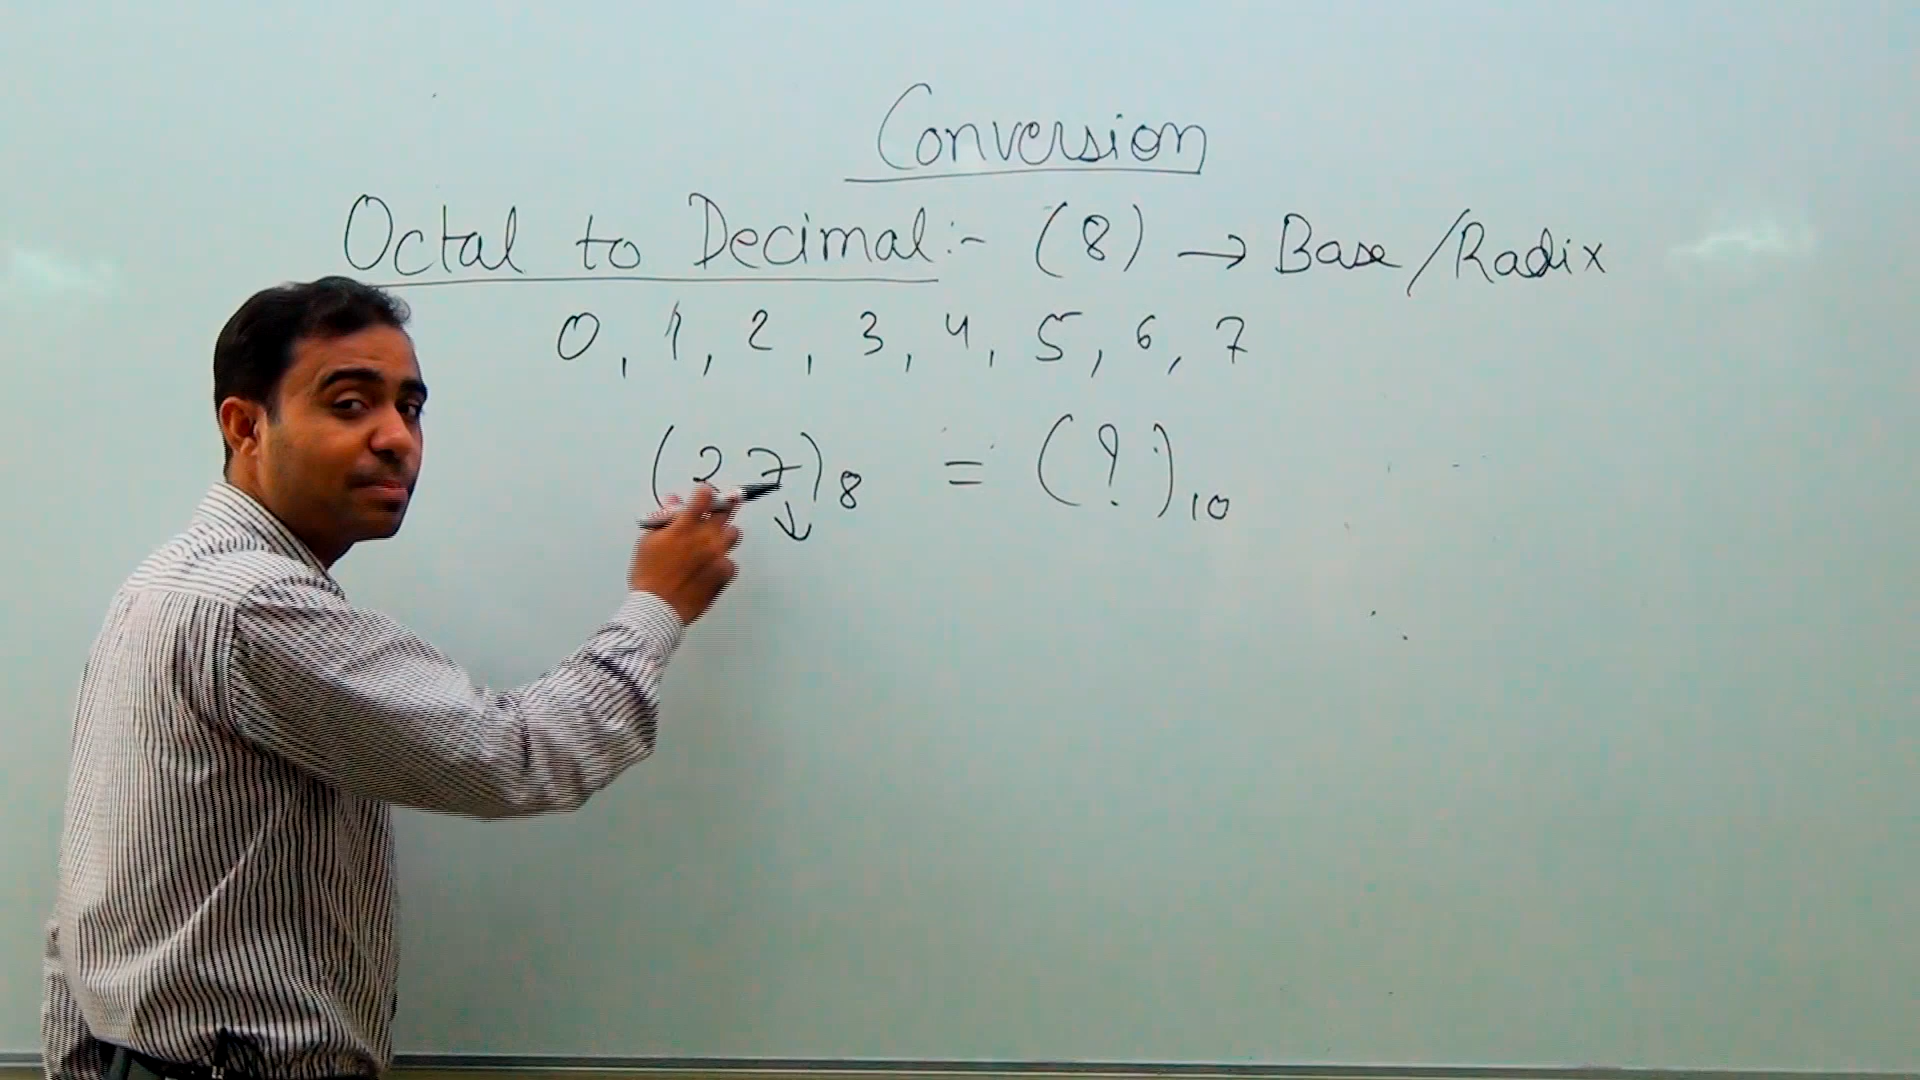 Conversion
Octal to Decimal:- (8) → Base/Radix
0, 1, 2, 3, 4, 5, 6, 7
(27)8 = (?)10